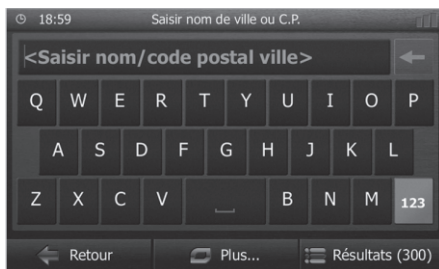 18:59 Saisir nom de ville ou C.P.
<Saisir nom/code postal ville>
Q W E R T Y U I O P
A S D F G H J K L
Z X C V B N M 123
Retour Plus... Résultats (300)